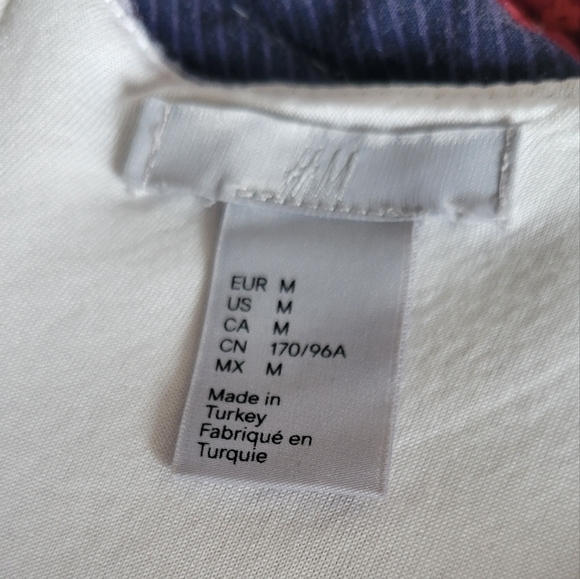 H&M
EUR M
US M
CA M
CN 170/96A
MX M
Made in
Turkey
Fabriqué en
Turquie